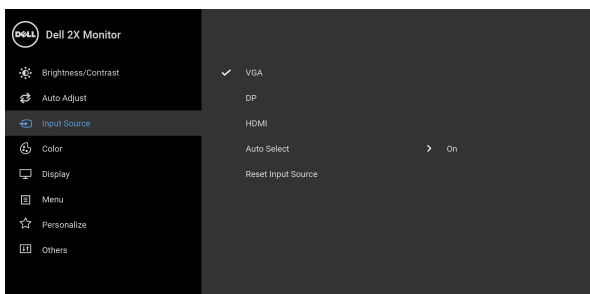 DELL Dell 2X Monitor
Brightness/Contrast
Auto Adjust
Input Source
Color
Display
Menu
Personalize
Others
VGA
DP
HDMI
Auto Select On
Reset Input Source